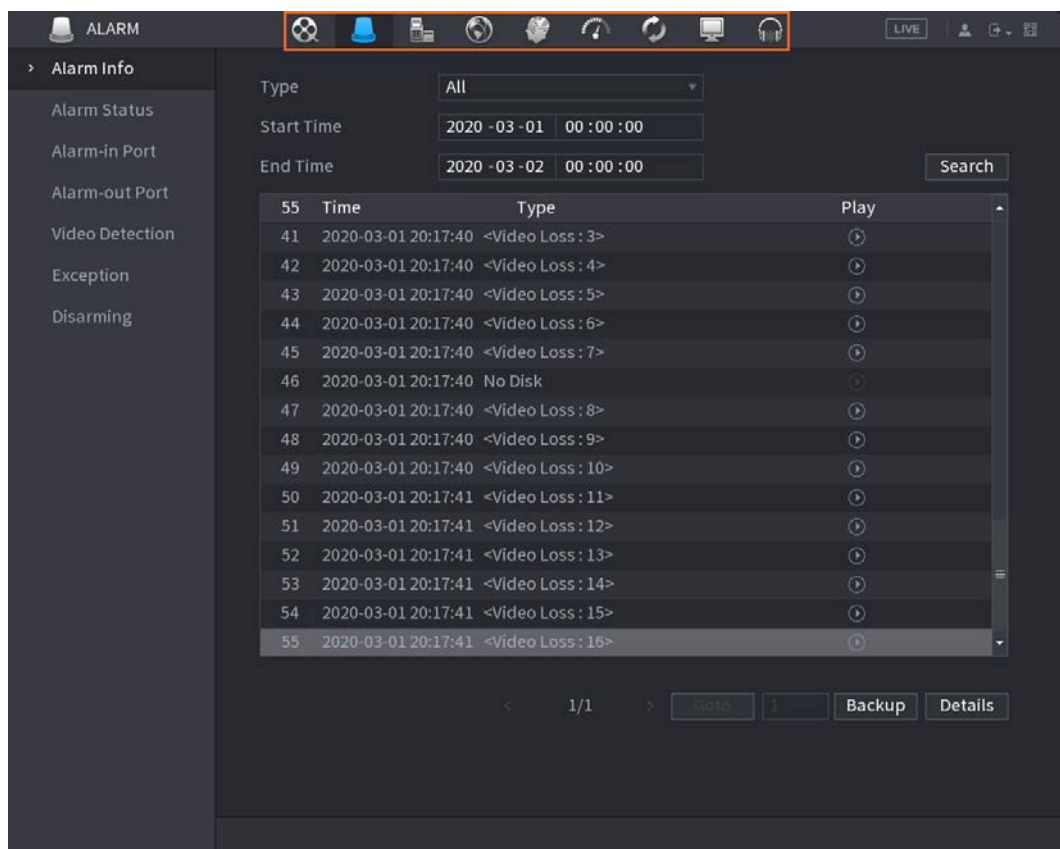 ALARM
LIVE
Alarm Info
Alarm Status
Alarm-in Port
Alarm-out Port
Video Detection
Exception
Disarming
Type All
Start Time 2020 -03 -01 00 : 00 : 00
End Time 2020 -03 -02 00 : 00 : 00
Search
55 Time Type Play
41 2020-03-01 20:17:40 <Video Loss : 3>
42 2020-03-01 20:17:40 <Video Loss : 4>
43 2020-03-01 20:17:40 <Video Loss : 5>
44 2020-03-01 20:17:40 <Video Loss : 6>
45 2020-03-01 20:17:40 <Video Loss : 7>
46 2020-03-01 20:17:40 No Disk
47 2020-03-01 20:17:40 <Video Loss : 8>
48 2020-03-01 20:17:40 <Video Loss : 9>
49 2020-03-01 20:17:40 <Video Loss : 10>
50 2020-03-01 20:17:41 <Video Loss : 11>
51 2020-03-01 20:17:41 <Video Loss : 12>
52 2020-03-01 20:17:41 <Video Loss : 13>
53 2020-03-01 20:17:41 <Video Loss : 14>
54 2020-03-01 20:17:41 <Video Loss : 15>
55 2020-03-01 20:17:41 <Video Loss : 16>
1/1 Goto 1 Backup Details